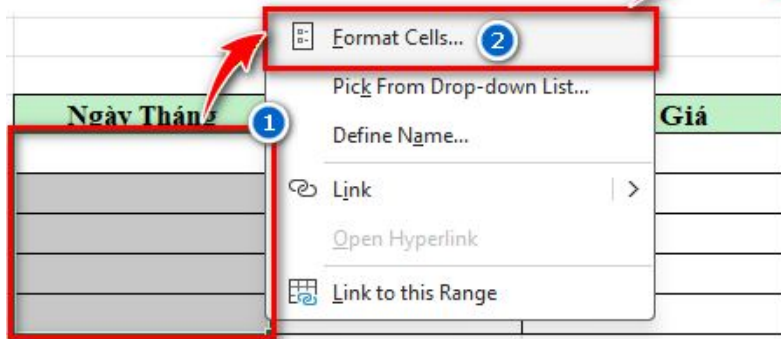 Format Cells... 2
Pick From Drop-down List...
Ngày Tháng 1 Giá
Define Name...
Link
Open Hyperlink
Link to this Range